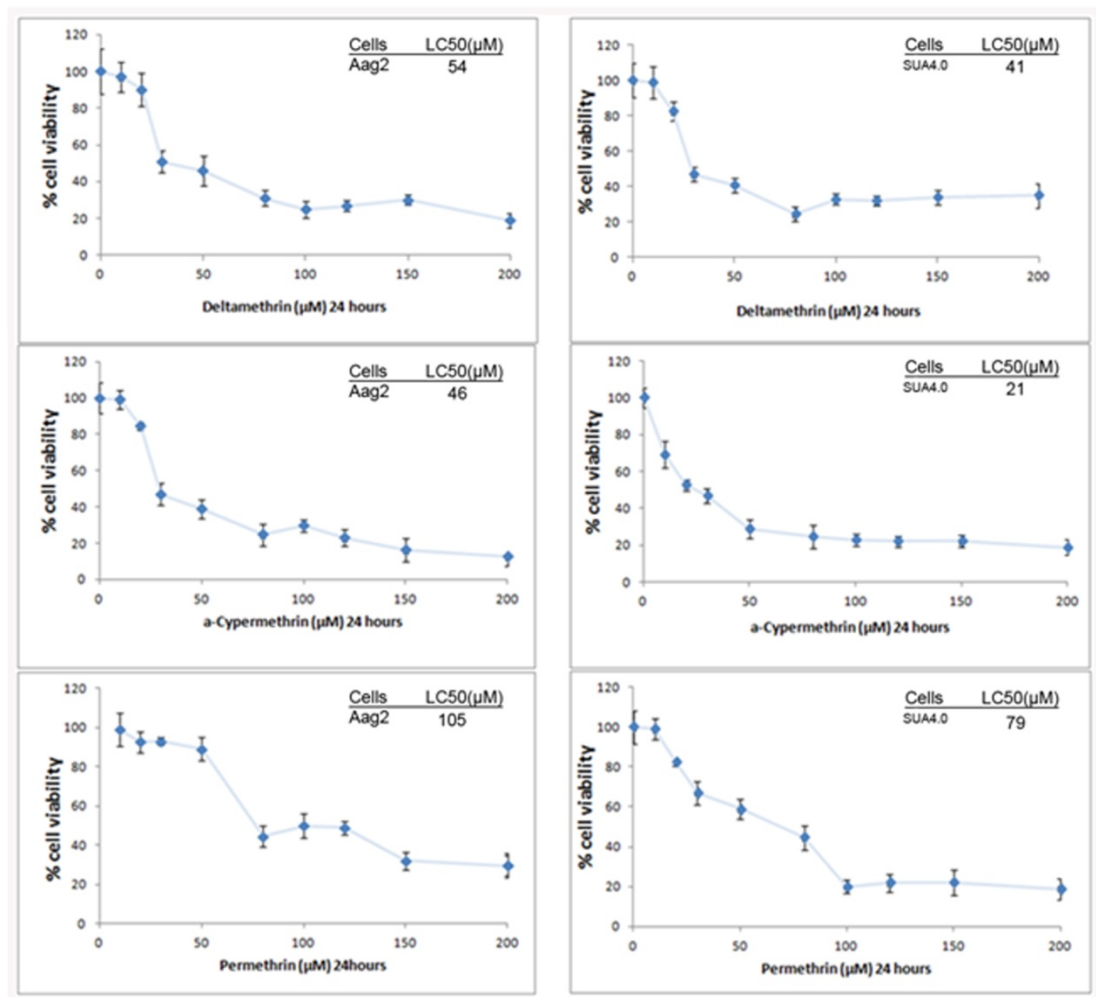 120
100
80
60
40
20
0
% cell viability
Cells LC50(µM)
Aag2 54
0 50 100 150 200
Deltamethrin (µM) 24 hours
120
100
80
60
40
20
0
% cell viability
Cells LC50(µM)
SUA4.0 41
0 50 100 150 200
Deltamethrin (µM) 24 hours
120
100
80
60
40
20
0
% cell viability
Cells LC50(µM)
Aag2 46
0 50 100 150 200
a-Cypermethrin (µM) 24 hours
120
100
80
60
40
20
0
% cell viability
Cells LC50(µM)
SUA4.0 21
0 50 100 150 200
a-Cypermethrin (µM) 24 hours
120
100
80
60
40
20
0
% cell viability
Cells LC50(µM)
Aag2 105
0 50 100 150 200
Permethrin (µM) 24hours
120
100
80
60
40
20
0
% cell viability
Cells LC50(µM)
SUA4.0 79
0 50 100 150 200
Permethrin (µM) 24 hours